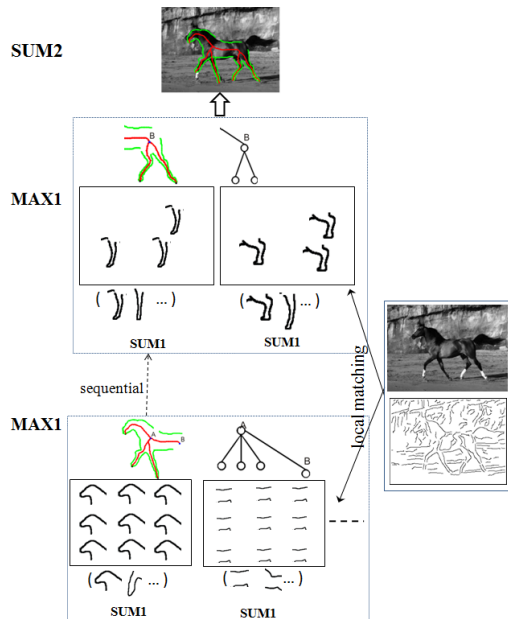 SUM2
B
B
MAX1
( ... )
( ... )
SUM1
SUM1
sequential
local matching
MAX1
A
B
A
B
( ... )
( ... )
SUM1
SUM1